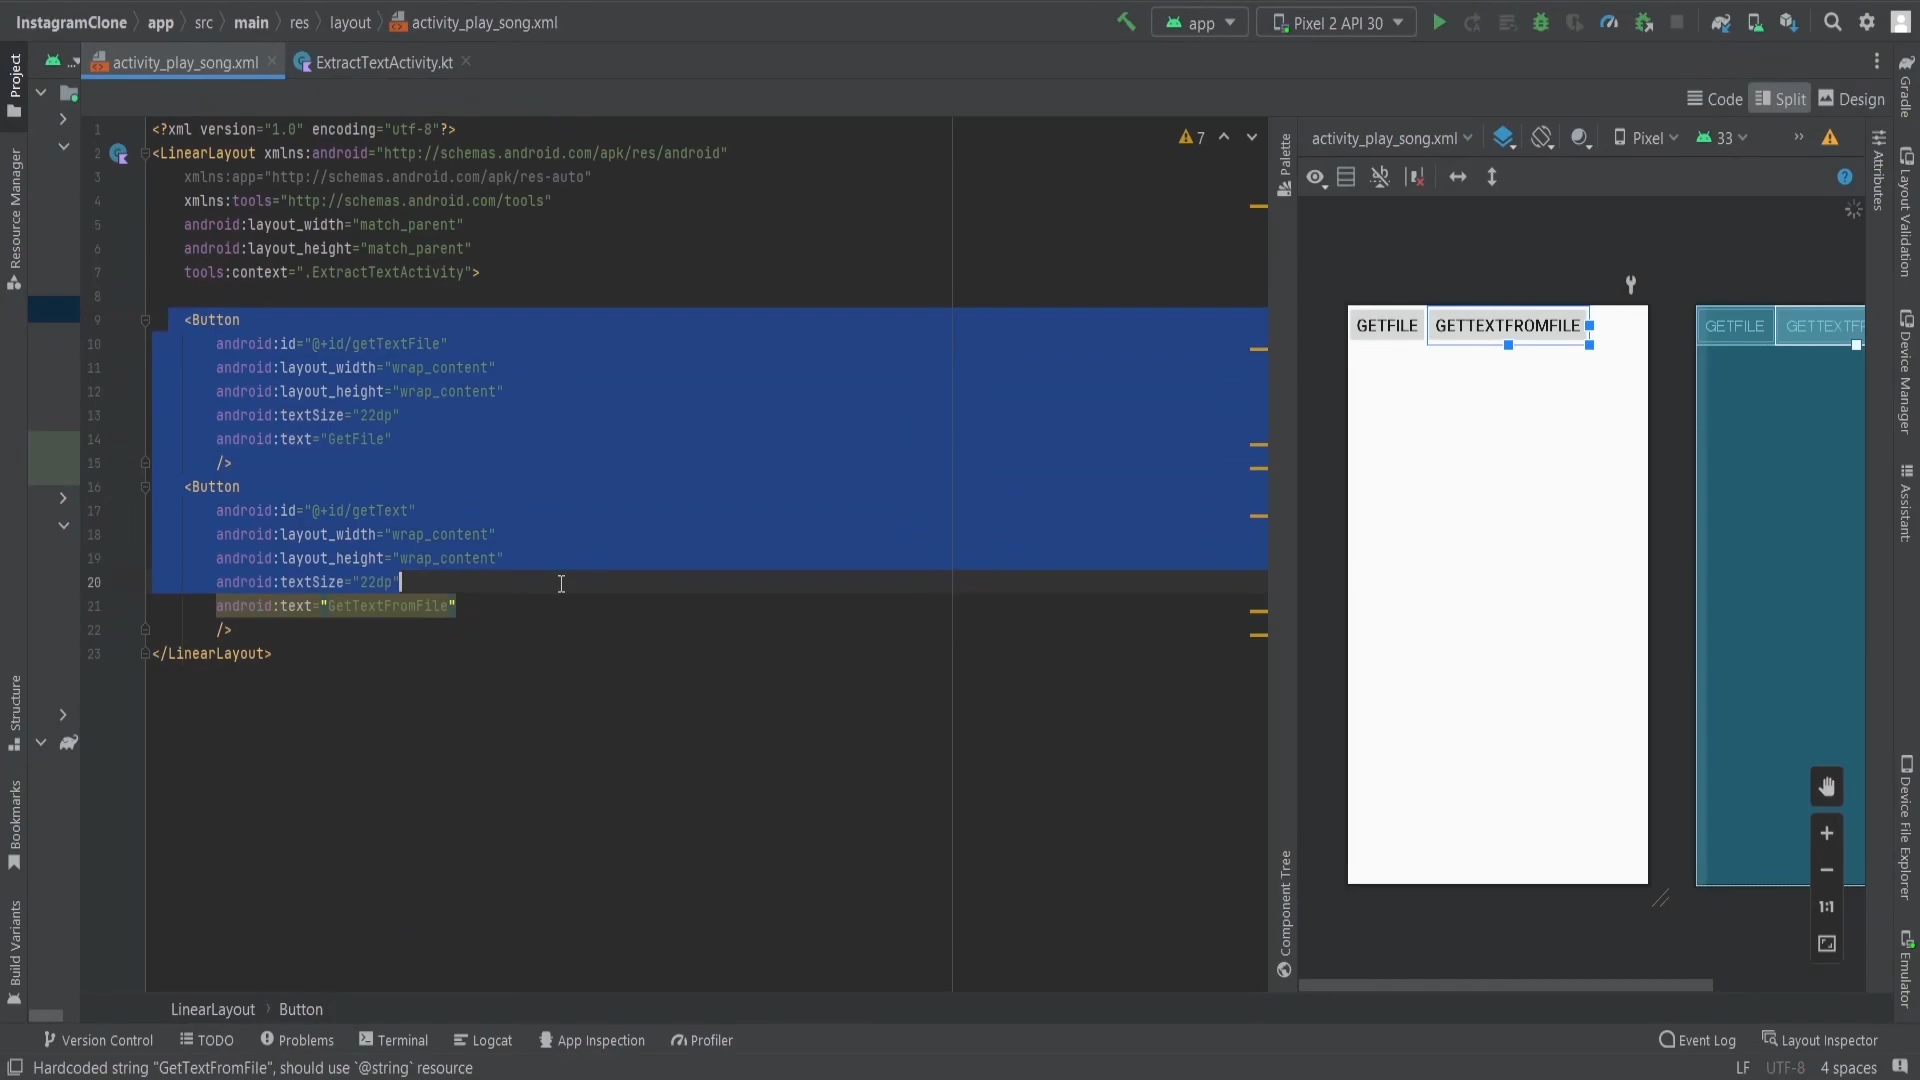 InstagramClone > app > src > main > res > layout > activity_play_song.xml
app
Pixel 2 API 30
Project
...
activity_play_song.xml
ExtractTextActivity.kt
Gradle
Code
Split
Design
1 <?xml version="1.0" encoding="utf-8"?>
2 <LinearLayout xmlns:android="http://schemas.android.com/apk/res/android"
3 xmlns:app="http://schemas.android.com/apk/res-auto"
4 xmlns:tools="http://schemas.android.com/tools"
5 android:layout_width="match_parent"
6 android:layout_height="match_parent"
7 tools:context=".ExtractTextActivity">
8
9 <Button
10 android:id="@+id/getTextFile"
11 android:layout_width="wrap_content"
12 android:layout_height="wrap_content"
13 android:textSize="22dp"
14 android:text="GetFile"
15 />
16 <Button
17 android:id="@+id/getText"
18 android:layout_width="wrap_content"
19 android:layout_height="wrap_content"
20 android:textSize="22dp"
21 android:text="GetTextFromFile"
22 />
23 </LinearLayout>
7
Palette
activity_play_song.xml
Pixel
33
Attributes
?
GETFILE
GETTEXTFROMFILE
GETFILE
GETTEXTF
1:1
Component Tree
Resource Manager
Structure
Bookmarks
Build Variants
Layout Validation
Device Manager
Assistant:
Device File Explorer
Emulator
LinearLayout > Button
Version Control
TODO
Problems
Terminal
Logcat
App Inspection
Profiler
Event Log
Layout Inspector
Hardcoded string "GetTextFromFile", should use `@string` resource
LF
UTF-8
4 spaces